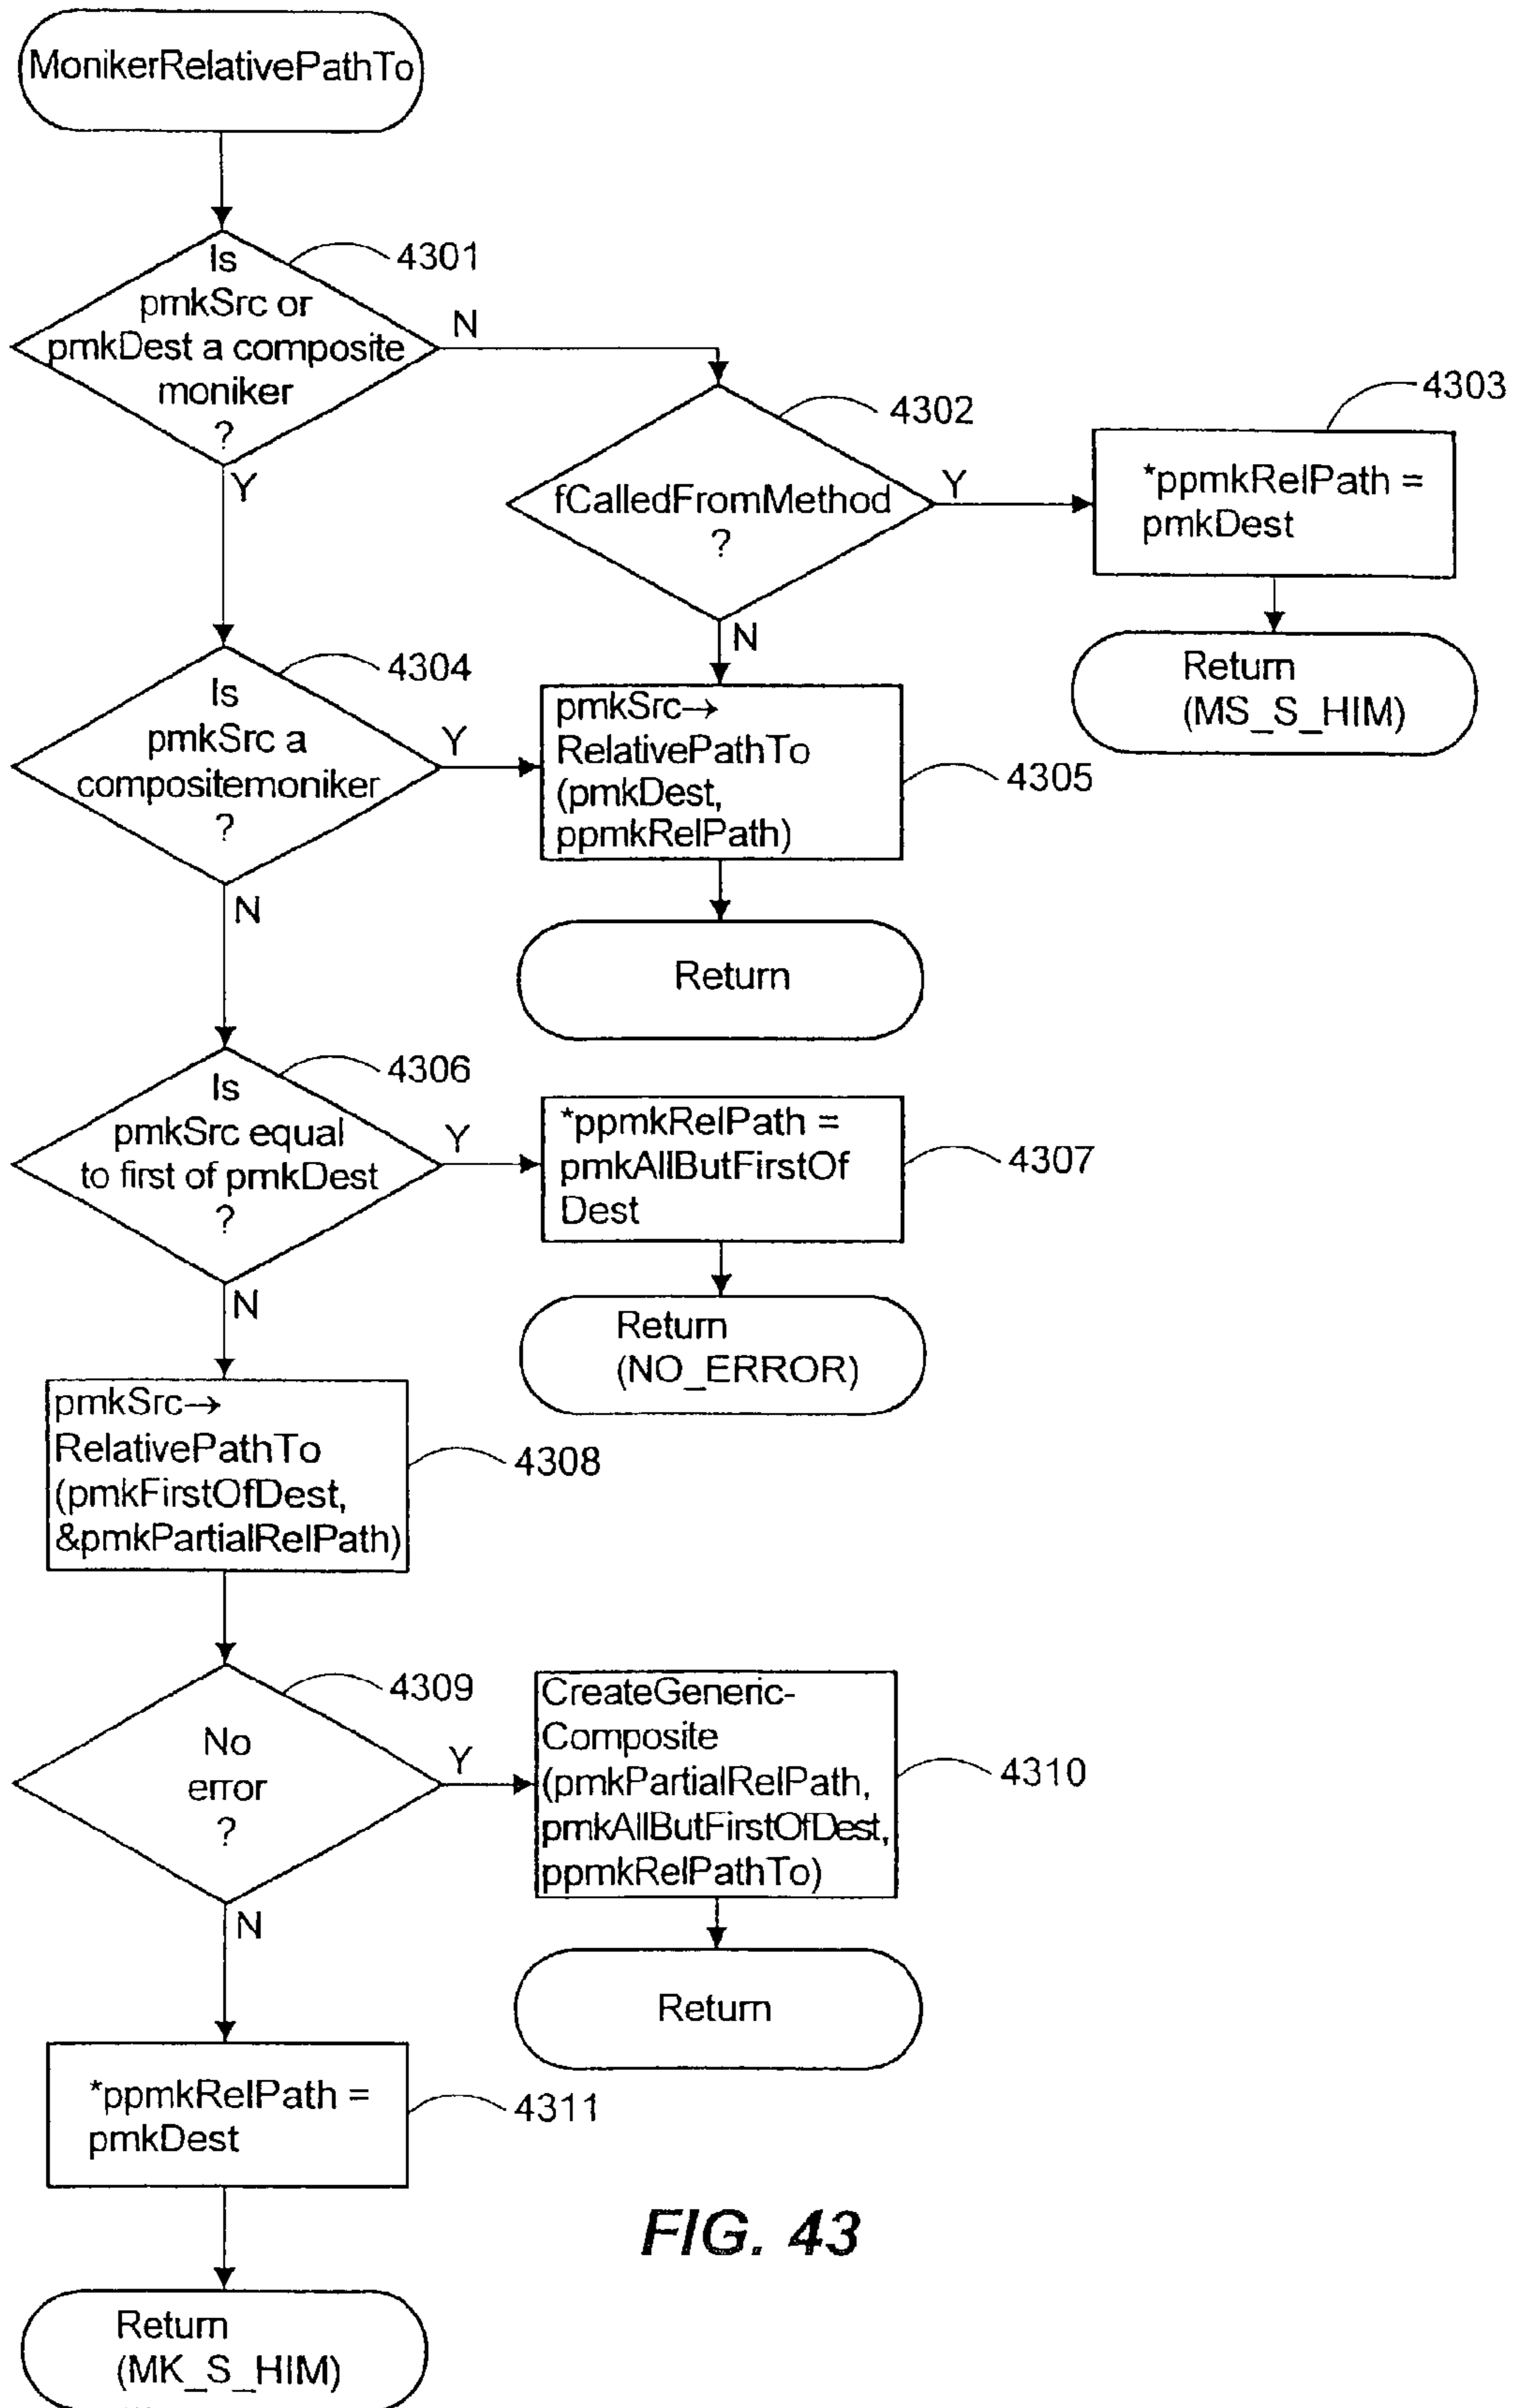 MonikerRelativePathTo
4301
Is
pmkSrc or
pmkDest a composite
moniker
?
N
Y
4302
fCalledFromMethod
?
Y
N
4303
*ppmkRelPath =
pmkDest
Return
(MS_S_HIM)
4304
Is
pmkSrc a
compositemoniker
?
Y
N
pmkSrc→
RelativePathTo
(pmkDest,
ppmkRelPath)
4305
Return
4306
Is
pmkSrc equal
to first of pmkDest
?
Y
N
*ppmkRelPath =
pmkAllButFirstOf
Dest
4307
Return
(NO_ERROR)
pmkSrc→
RelativePathTo
(pmkFirstOfDest,
&pmkPartialRelPath)
4308
4309
No
error
?
Y
N
CreateGeneric-
Composite
(pmkPartialRelPath,
pmkAllButFirstOfDest,
ppmkRelPathTo)
4310
Return
*ppmkRelPath =
pmkDest
4311
Return
(MK_S_HIM)
FIG. 43